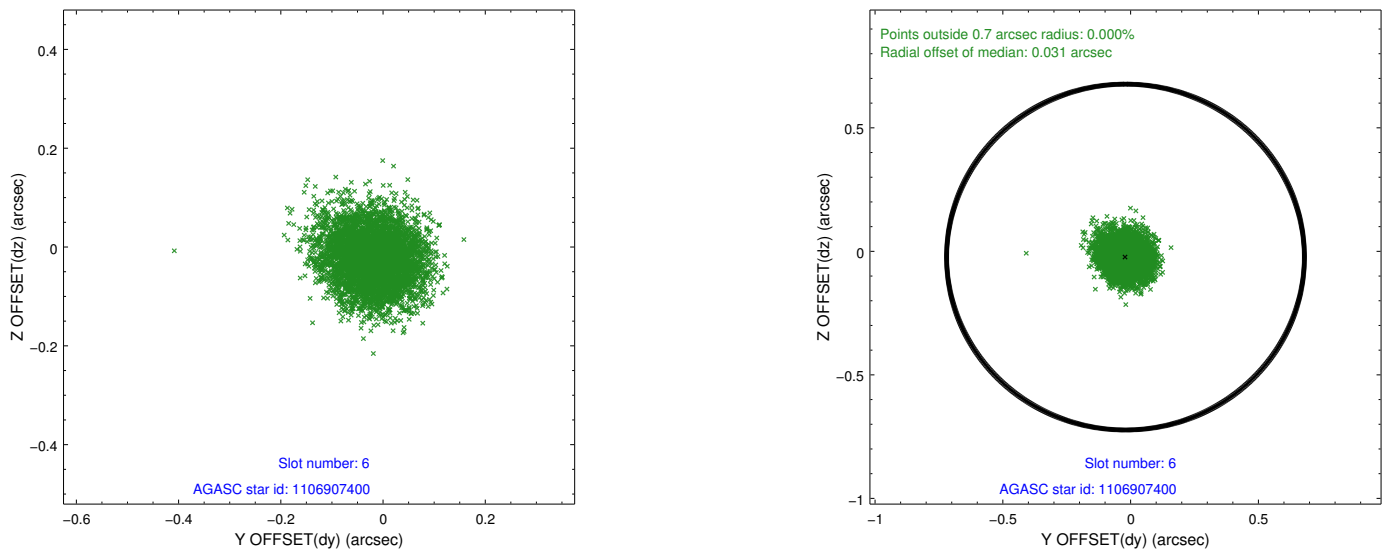 0.4
0.2
0
−0.2
−0.4
Z OFFSET(dz) (arcsec)
Slot number: 6
AGASC star id: 1106907400
−0.6
−0.4
−0.2
0
0.2
Y OFFSET(dy) (arcsec)
Points outside 0.7 arcsec radius: 0.000%
Radial offset of median: 0.031 arcsec
0.5
0
−0.5
−1
Z OFFSET(dz) (arcsec)
Slot number: 6
AGASC star id: 1106907400
−1
−0.5
0
0.5
Y OFFSET(dy) (arcsec)